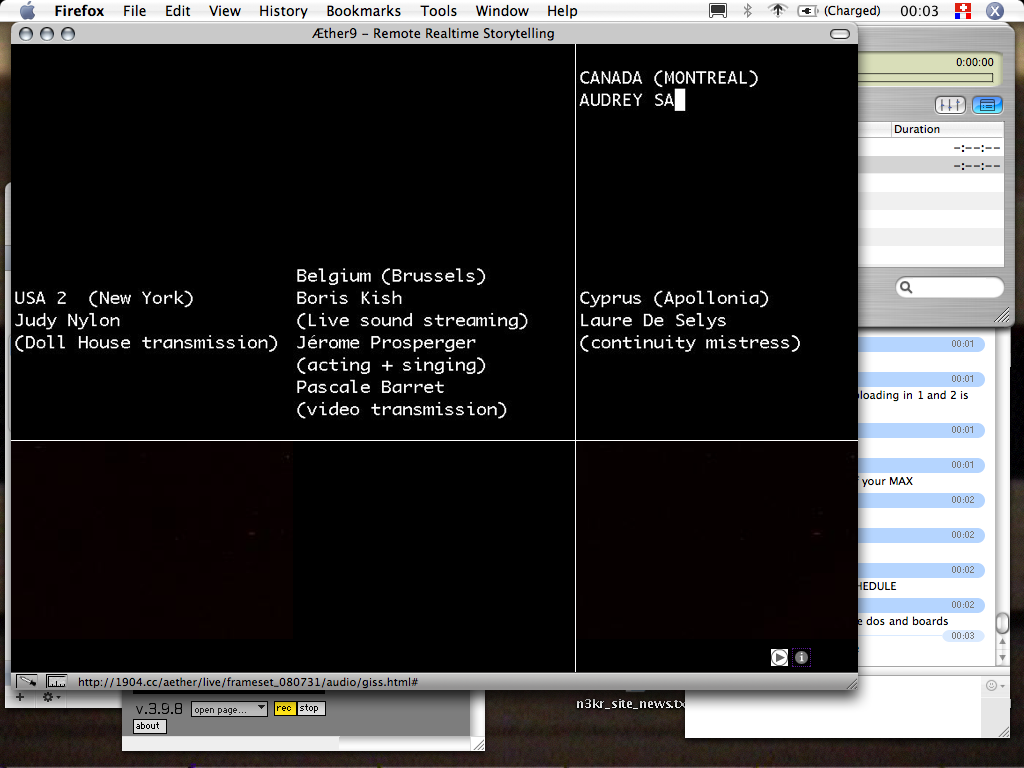 Firefox File Edit View History Bookmarks Tools Window Help (Charged) 00:03
Æther9 – Remote Realtime Storytelling
0:00:00
CANADA (MONTREAL)
AUDREY SA
Duration
-:--:--
-:--:--
USA 2 (New York)
Judy Nylon
(Doll House transmission)
Belgium (Brussels)
Boris Kish
(Live sound streaming)
Jérome Prosperger
(acting + singing)
Pascale Barret
(video transmission)
Cyprus (Apollonia)
Laure De Selys
(continuity mistress)
00:01
00:01
loading in 1 and 2 is
00:01
00:01
your MAX
00:02
00:02
00:02
HEDULE
00:02
e dos and boards
00:03
http://1904.cc/aether/live/frameset_080731/audio/giss.html#
v.3.9.8 open page... rec stop
about
n3kr_site_news.tx